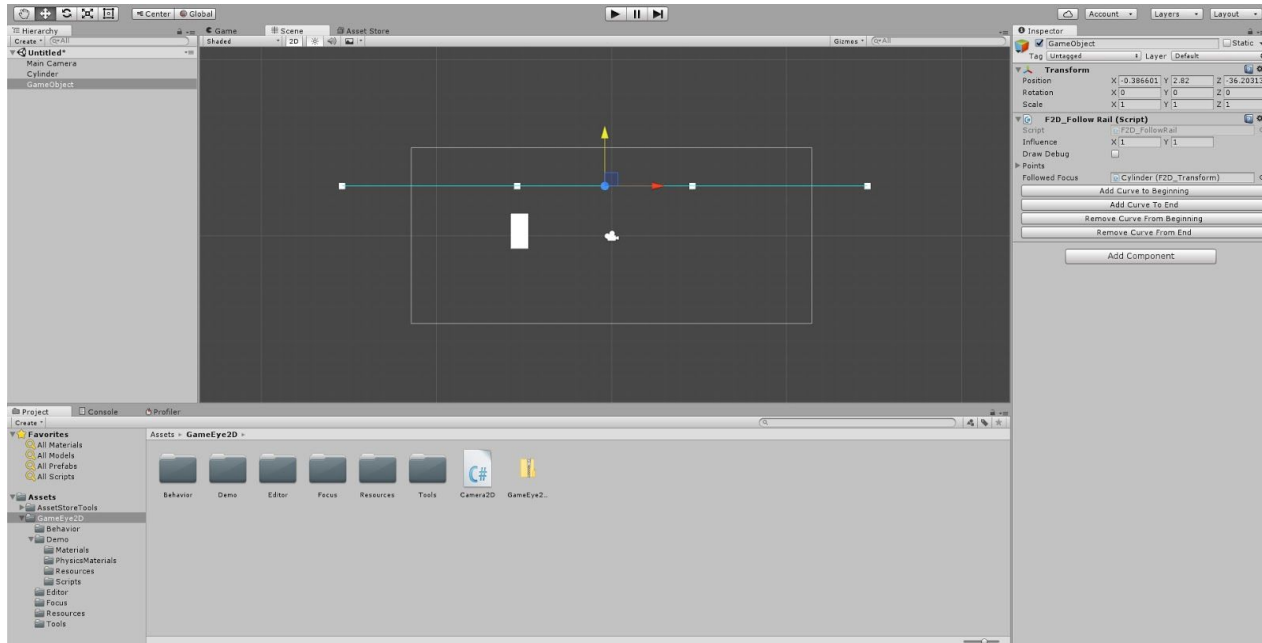 Center Global
Account Layers Layout
Hierarchy
Create All
Untitled*
Main Camera
Cylinder
GameObject
Game Scene Asset Store
Shaded 2D Gizmos All
Inspector
GameObject Static
Tag Untagged Layer Default
Transform
Position X -0.386601 Y 2.82 Z -36.20313
Rotation X 0 Y 0 Z 0
Scale X 1 Y 1 Z 1
F2D_Follow Rail (Script)
Script F2D_FollowRail
Influence X 1 Y 1
Draw Debug
Points
Followed Focus Cylinder (F2D_Transform)
Add Curve to Beginning
Add Curve To End
Remove Curve From Beginning
Remove Curve From End
Add Component
Project Console Profiler
Create
Favorites
All Materials
All Models
All Prefabs
All Scripts
Assets
AssetStoreTools
GameEye2D
Behavior
Demo
Materials
PhysicsMaterials
Resources
Scripts
Editor
Focus
Resources
Tools
Assets GameEye2D
Behavior Demo Editor Focus Resources Tools Camera2D GameEye2...
C#